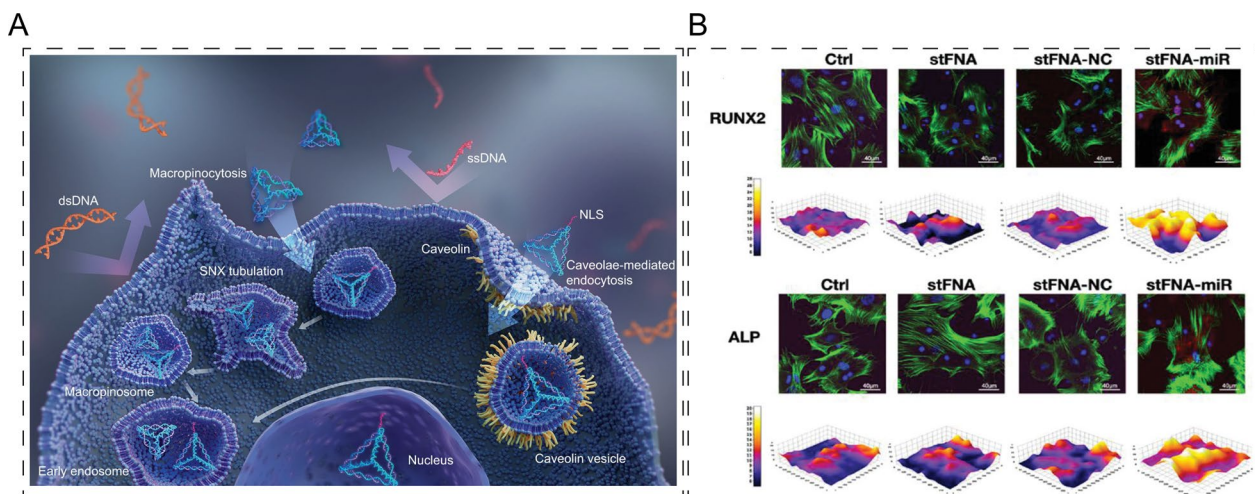 A
B
Macropinocytosis
ssDNA
dsDNA
NLS
Caveolin
SNX tubulation
Caveolae-mediated
endocytosis
Macropinosome
Early endosome
Nucleus
Caveolin vesicle
Ctrl stFNA stFNA-NC stFNA-miR
RUNX2
40μm 40μm 40μm 40μm
Ctrl stFNA stFNA-NC stFNA-miR
ALP
40μm 40μm 40μm 40μm